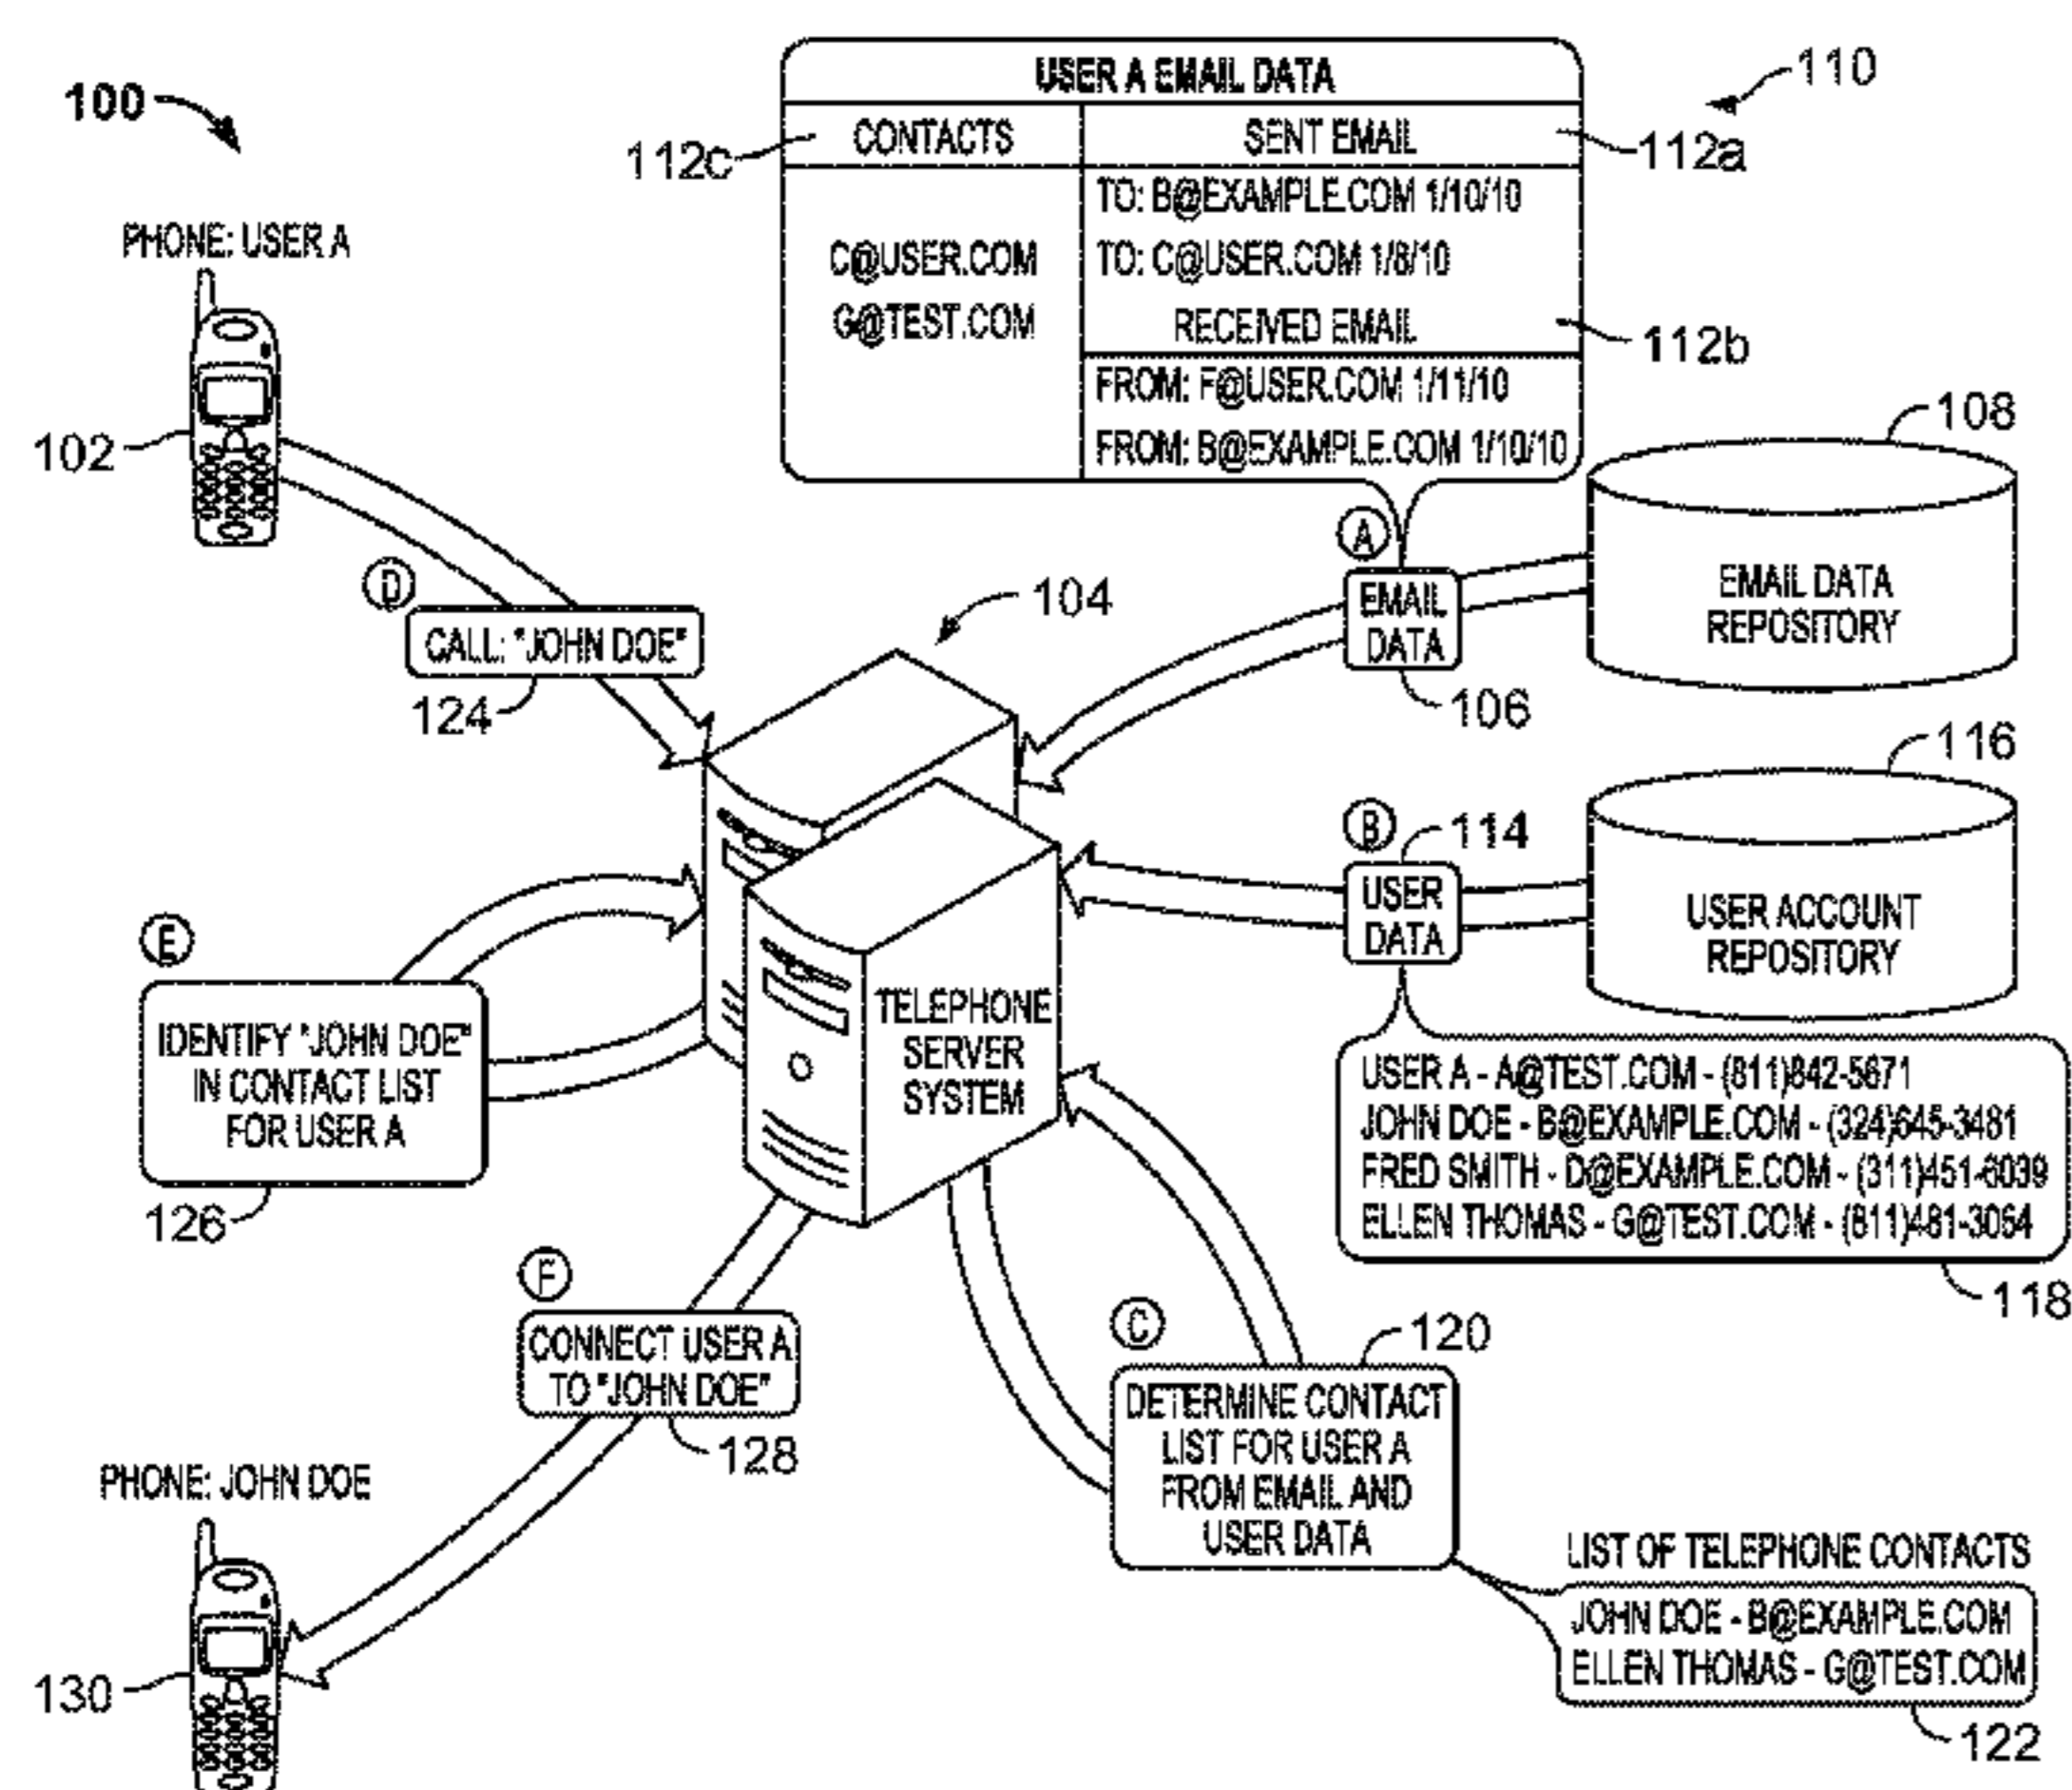 100
110
USER A EMAIL DATA
112c
CONTACTS
SENT EMAIL
112a
C@USER.COM
G@TEST.COM
TO: B@EXAMPLE.COM 1/10/10
TO: C@USER.COM 1/8/10
RECEIVED EMAIL
112b
FROM: F@USER.COM 1/11/10
FROM: B@EXAMPLE.COM 1/10/10
PHONE: USER A
102
D
CALL: "JOHN DOE"
124
104
A
EMAIL
DATA
106
108
EMAIL DATA
REPOSITORY
B
114
USER
DATA
116
USER ACCOUNT
REPOSITORY
USER A - A@TEST.COM - (811)842-5671
JOHN DOE - B@EXAMPLE.COM - (324)645-3481
FRED SMITH - D@EXAMPLE.COM - (311)451-6039
ELLEN THOMAS - G@TEST.COM - (811)481-3064
118
TELEPHONE
SERVER
SYSTEM
E
IDENTIFY "JOHN DOE"
IN CONTACT LIST
FOR USER A
126
F
CONNECT USER A
TO "JOHN DOE"
128
C
120
DETERMINE CONTACT
LIST FOR USER A
FROM EMAIL AND
USER DATA
LIST OF TELEPHONE CONTACTS
JOHN DOE - B@EXAMPLE.COM
ELLEN THOMAS - G@TEST.COM
122
PHONE: JOHN DOE
130